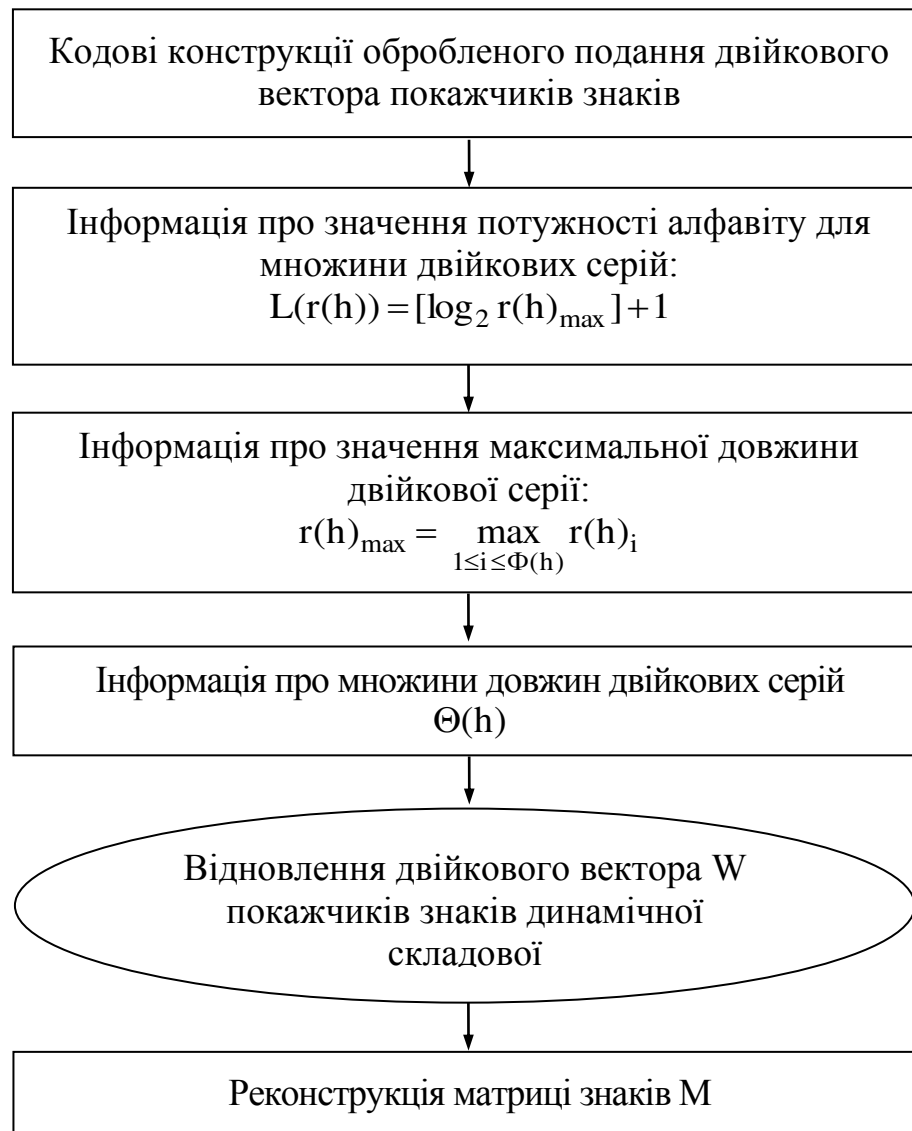 Кодові конструкції обробленого подання двійкового
вектора покажчиків знаків
Інформація про значення потужності алфавіту для
множини двійкових серій:
L(r(h)) = [log₂ r(h)ₘₐₓ] + 1
Інформація про значення максимальної довжини
двійкової серії:
r(h)ₘₐₓ = max r(h)ᵢ
1≤i≤Φ(h)
Інформація про множини довжин двійкових серій
Θ(h)
Відновлення двійкового вектора W
покажчиків знаків динамічної
складової
Реконструкція матриці знаків М